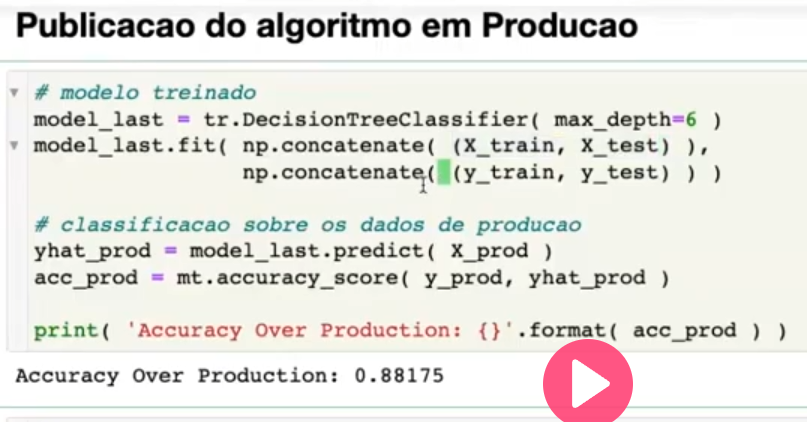 Publicacao do algoritmo em Producao
# modelo treinado
model_last = tr.DecisionTreeClassifier( max_depth=6 )
model_last.fit( np.concatenate( (X_train, X_test) ),
np.concatenate( (y_train, y_test) ) )
# classificacao sobre os dados de producao
yhat_prod = model_last.predict( X_prod )
acc_prod = mt.accuracy_score( y_prod, yhat_prod )
print( 'Accuracy Over Production: {}'.format( acc_prod ) )
Accuracy Over Production: 0.88175